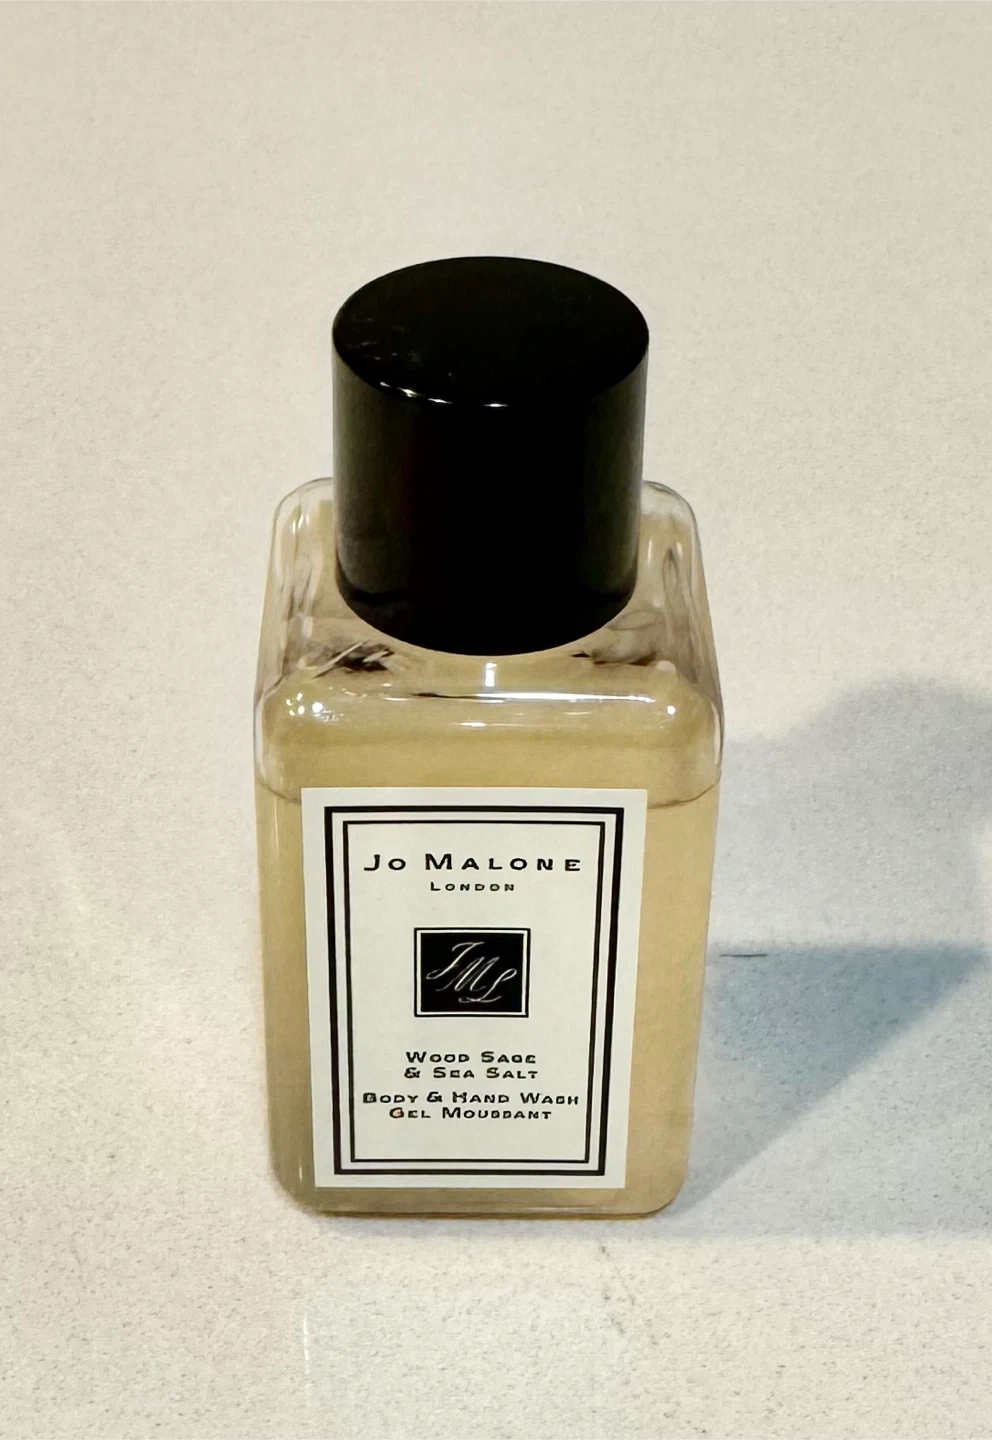 Jo Malone
London
JML
Wood Sage
& Sea Salt
Body & Hand Wash
Gel Moussant